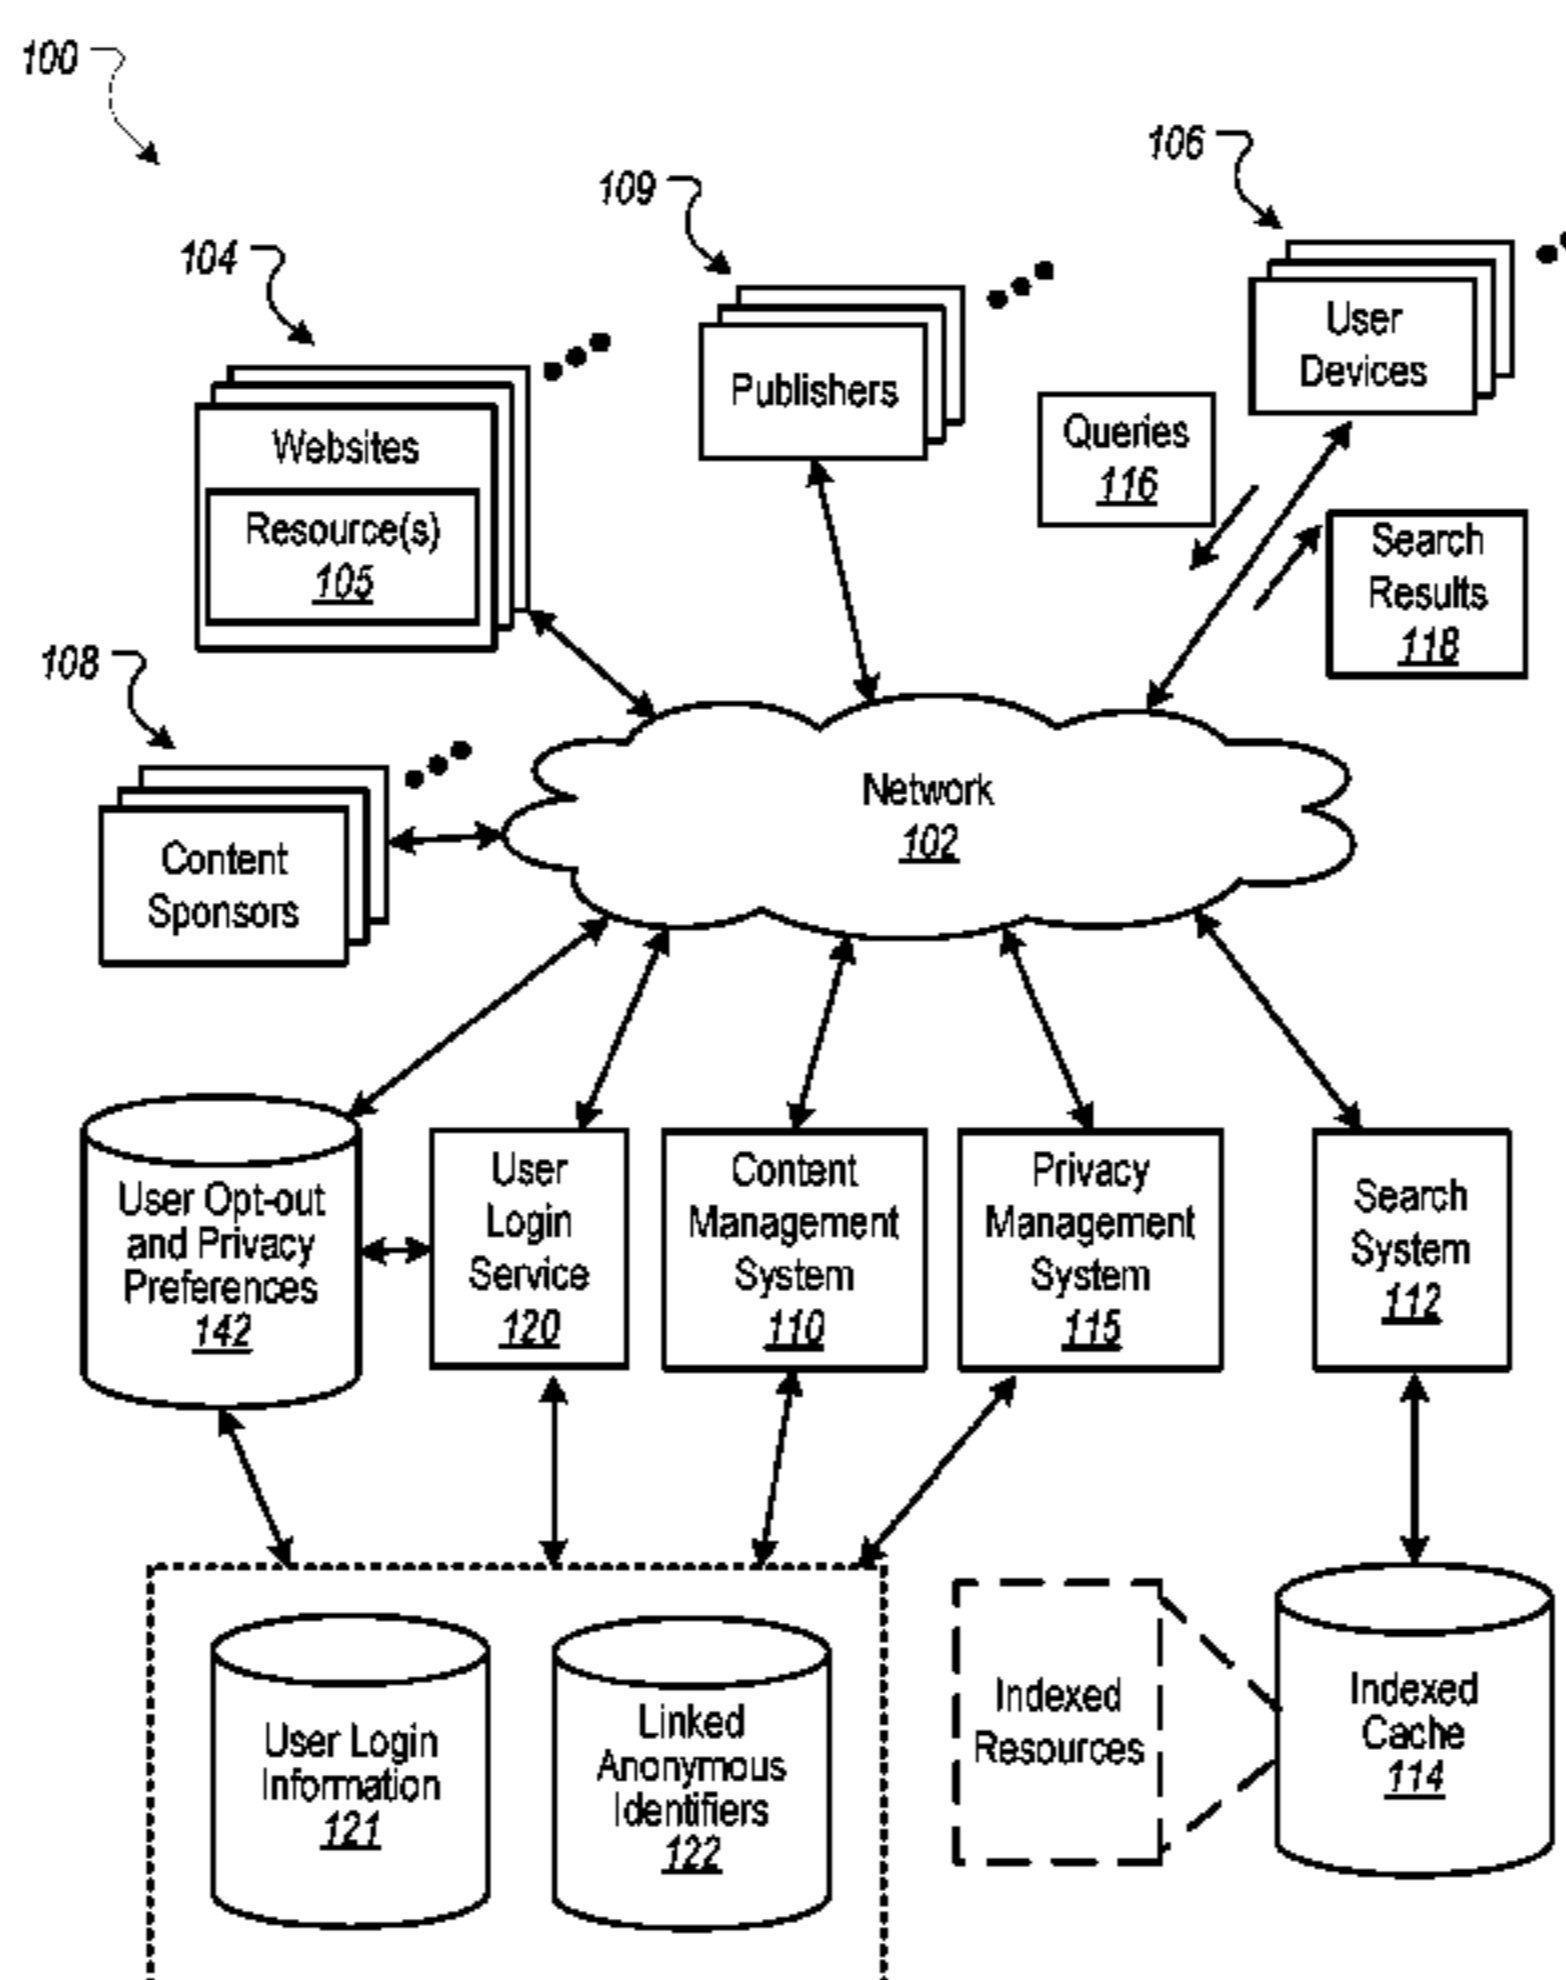 100
106
109
104
User
Devices
Publishers
Queries
116
Websites
Resource(s)
105
Search
Results
118
108
Network
102
Content
Sponsors
User Opt-out
and Privacy
Preferences
142
User
Login
Service
120
Content
Management
System
110
Privacy
Management
System
115
Search
System
112
User Login
Information
121
Linked
Anonymous
Identifiers
122
Indexed
Resources
Indexed
Cache
114